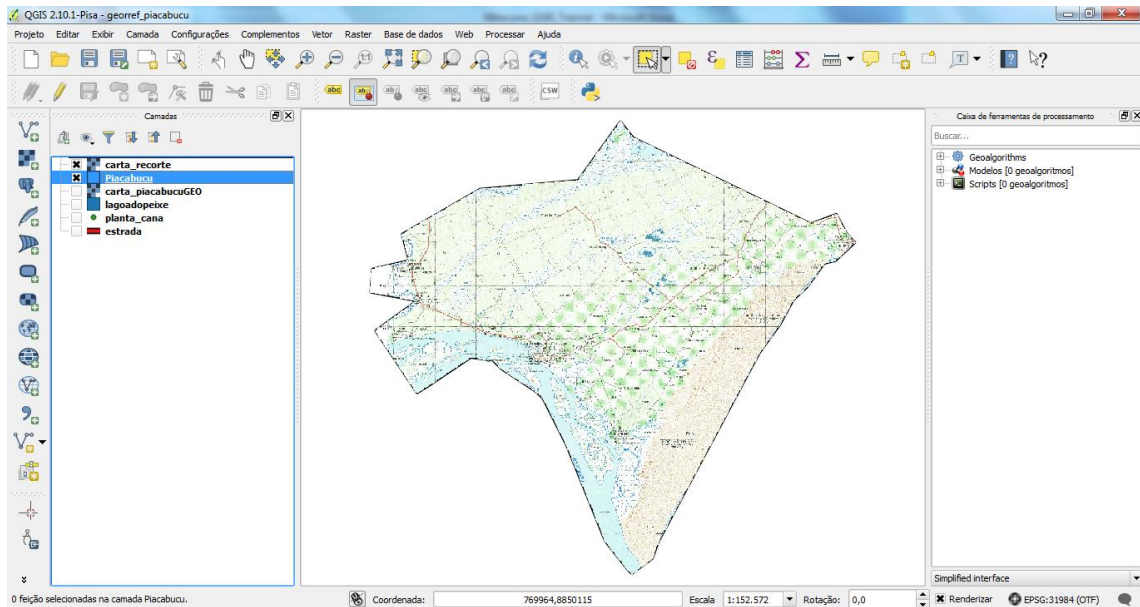 QGIS 2.10.1-Pisa - georref_piacabucu
Projeto Editar Exibir Camada Configurações Complementos Vetor Raster Base de dados Web Processar Ajuda
abc
CSW
Camadas
carta_recorte
Piacabucu
carta_piacabucuGEO
lagoadopeixe
planta_cana
estrada
Caixa de ferramentas de processamento
Buscar...
Geoalgorithms
Modelos [0 geoalgoritmos]
Scripts [0 geoalgoritmos]
Simplified interface
0 feição selecionadas na camada Piacabucu.
Coordenada: 769964,8850115 Escala 1:152.572 Rotação: 0,0 Renderizar EPSG:31984 (OTF)